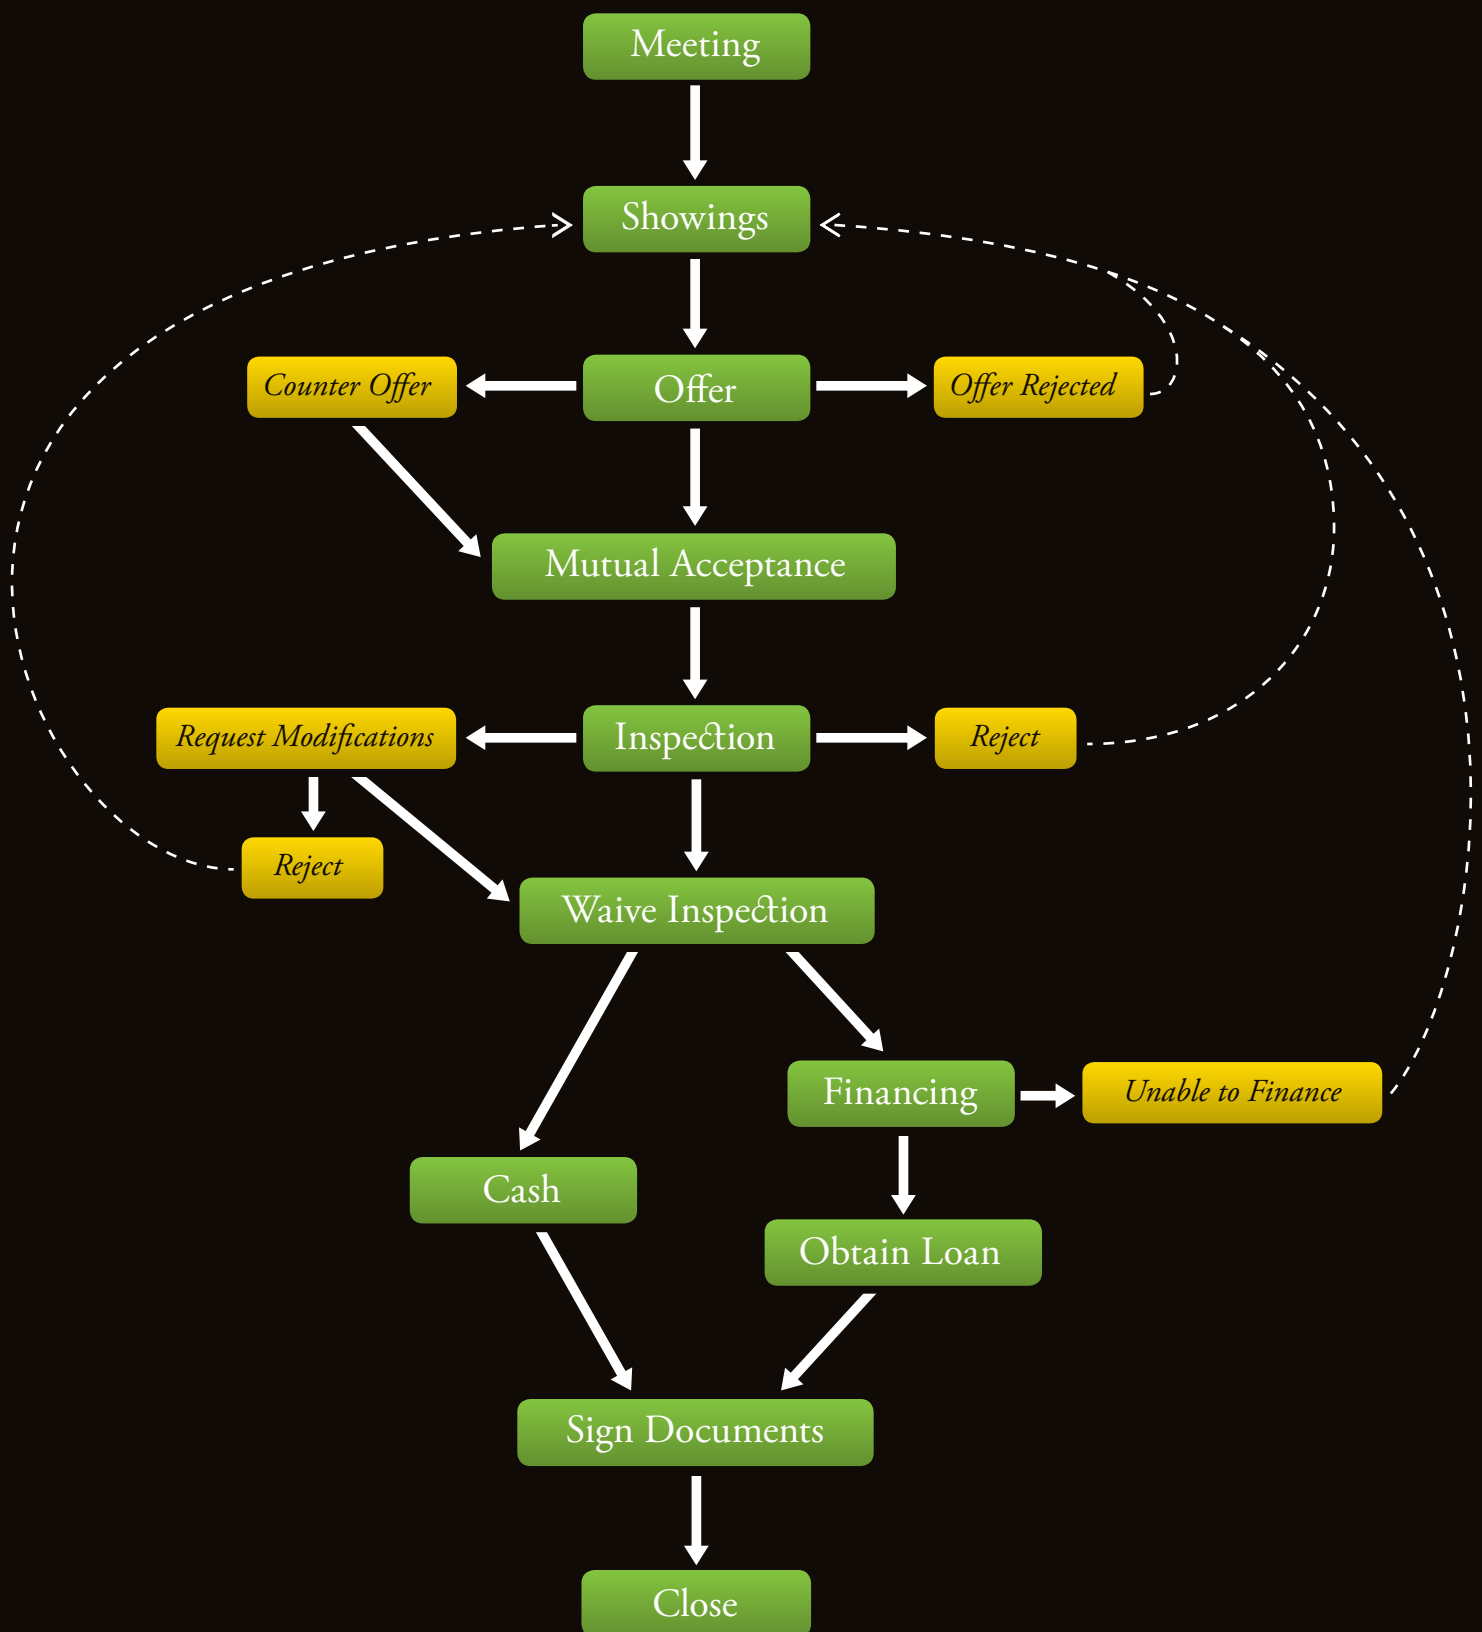 Meeting
Showings
Counter Offer
Offer
Offer Rejected
Mutual Acceptance
Request Modifications
Inspection
Reject
Reject
Waive Inspection
Financing
Unable to Finance
Cash
Obtain Loan
Sign Documents
Close